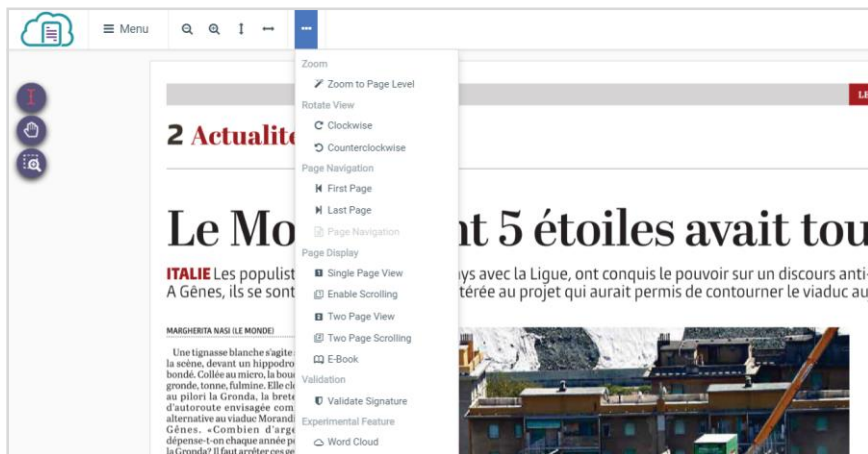 Menu
Zoom
Zoom to Page Level
Rotate View
Clockwise
Counterclockwise
Page Navigation
First Page
Last Page
Page Navigation
Page Display
Single Page View
Enable Scrolling
Two Page View
Two Page Scrolling
E-Book
Validation
Validate Signature
Experimental Feature
Word Cloud
LE
2 Actualité
Le Mo nt 5 étoiles avait tou
ITALIE Les populist ys avec la Ligue, ont conquis le pouvoir sur un discours anti-
A Gênes, ils se sont térée au projet qui aurait permis de contourner le viaduc au
MARGHERITA NASI (LE MONDE)
Une tignasse blanche s'agite
la scène, devant un hippodro
bondé. Collée au micro, la bou
gronde, tonne, fulmine. Elle cl
au pilori la Gronda, la brete
d'autoroute envisagée com
alternative au viaduc Morandi
Gênes. «Combien d'arge
dépense-t-on chaque année p
la Gronda? Il faut arrêter ces ge